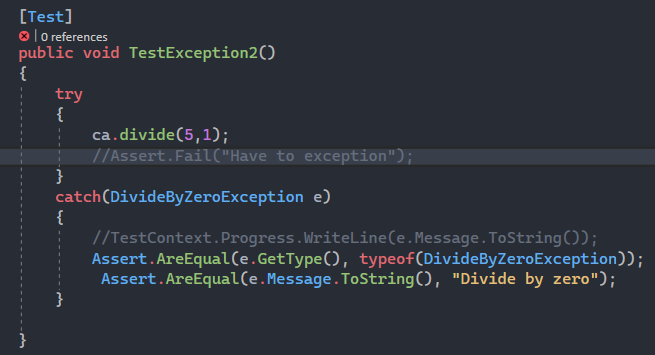 [Test]
| 0 references
public void TestException2()
{
try
{
ca.divide(5,1);
//Assert.Fail("Have to exception");
}
catch(DivideByZeroException e)
{
//TestContext.Progress.WriteLine(e.Message.ToString());
Assert.AreEqual(e.GetType(), typeof(DivideByZeroException));
Assert.AreEqual(e.Message.ToString(), "Divide by zero");
}
}